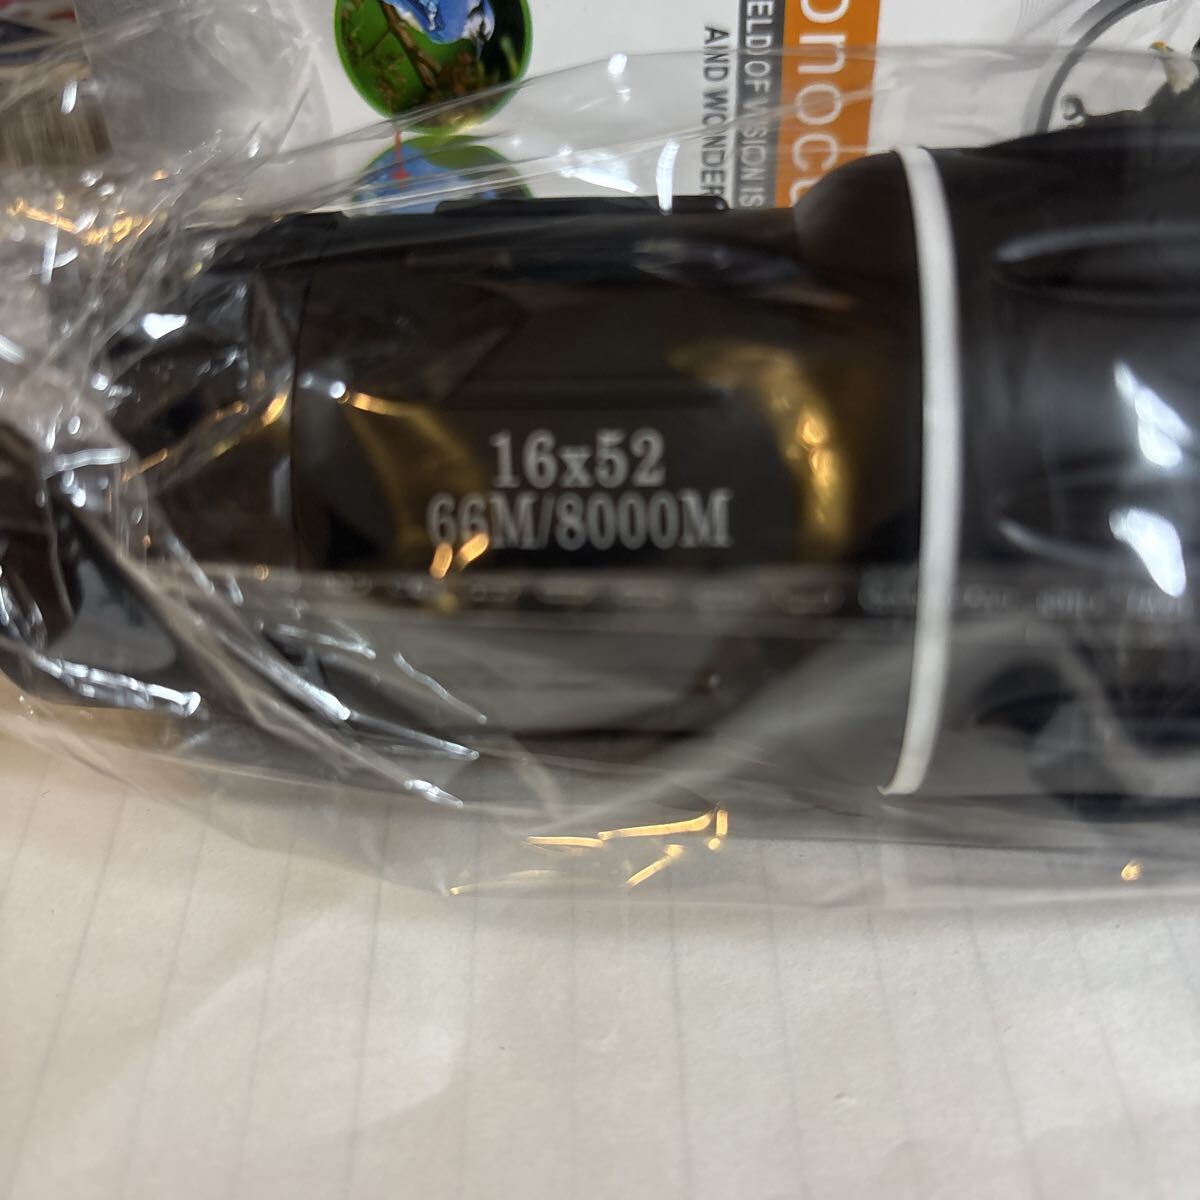 onocu
ELD OF VISION IS
AND WONDER
16x52
66M/8000M